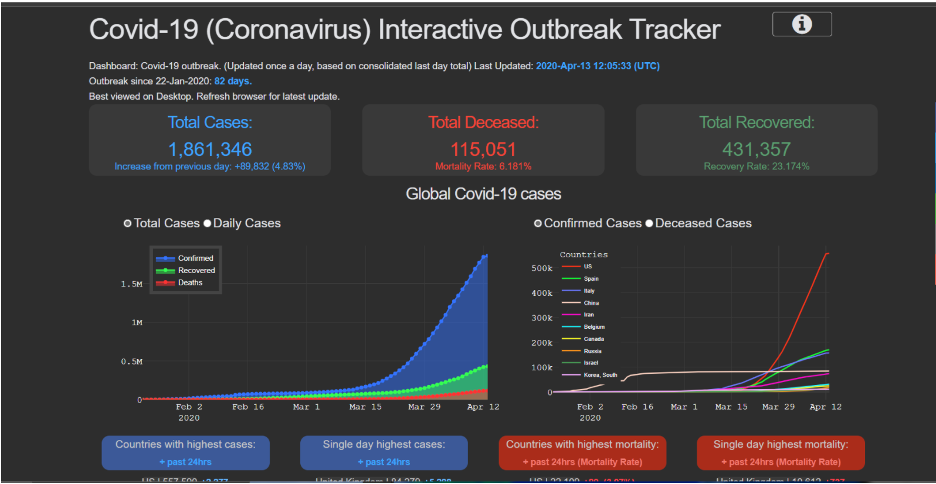 Covid-19 (Coronavirus) Interactive Outbreak Tracker
Dashboard: Covid-19 outbreak. (Updated once a day, based on consolidated last day total) Last Updated: 2020-Apr-13 12:05:33 (UTC)
Outbreak since 22-Jan-2020: 82 days.
Best viewed on Desktop. Refresh browser for latest update.
Total Cases:
1,861,346
Increase from previous day: +89,832 (4.83%)
Total Deceased:
115,051
Mortality Rate: 6.181%
Total Recovered:
431,357
Recovery Rate: 23.174%
Global Covid-19 cases
Total Cases Daily Cases
Confirmed
Recovered
Deaths
1.5M
1M
0.5M
0
Feb 2 Feb 16 Mar 1 Mar 15 Mar 29 Apr 12
2020
Confirmed Cases Deceased Cases
Countries
US
Spain
Italy
China
Iran
Belgium
Canada
Russia
Israel
Korea, South
500k
400k
300k
200k
100k
0
Feb 2 Feb 16 Mar 1 Mar 15 Mar 29 Apr 12
2020
Countries with highest cases:
+ past 24hrs
Single day highest cases:
+ past 24hrs
Countries with highest mortality:
+ past 24hrs (Mortality Rate)
Single day highest mortality:
+ past 24hrs (Mortality Rate)
US
United Kingdom
US
United Kingdom